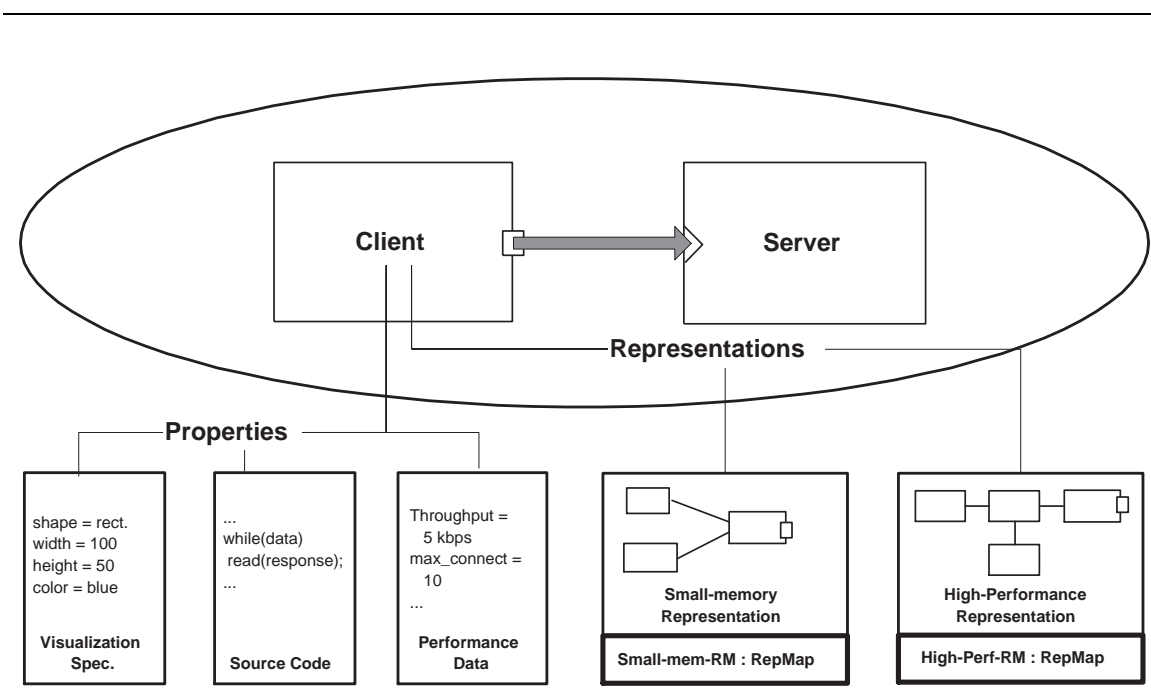 Client
Server
Representations
Properties
shape = rect.
width = 100
height = 50
color = blue
Visualization
Spec.
...
while(data)
read(response);
...
Source Code
Throughput =
5 kbps
max_connect =
10
...
Performance
Data
Small-memory
Representation
Small-mem-RM : RepMap
High-Performance
Representation
High-Perf-RM : RepMap